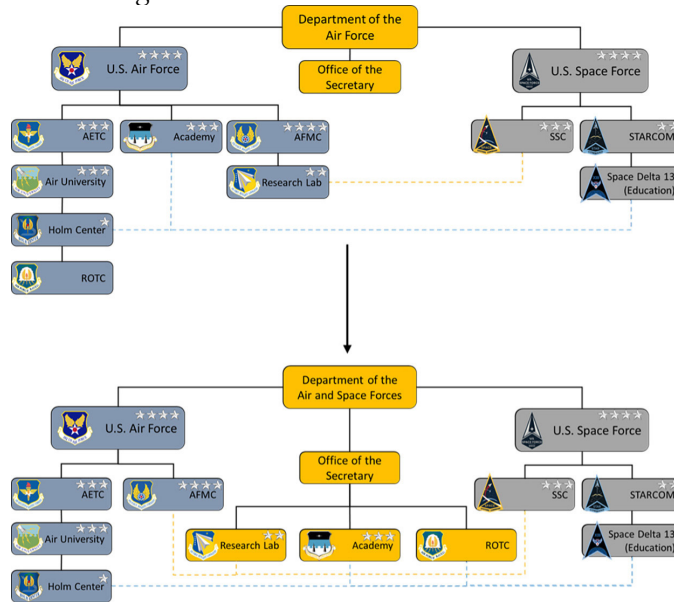 Department of the
Air Force
U.S. Air Force
Office of the
Secretary
U.S. Space Force
AETC
Academy
AFMC
SSC
STARCOM
Air University
Research Lab
Space Delta 13
(Education)
Holm Center
ROTC
Department of the
Air and Space Forces
U.S. Air Force
U.S. Space Force
Office of the
Secretary
AETC
AFMC
SSC
STARCOM
Air University
Research Lab
Academy
ROTC
Space Delta 13
(Education)
Holm Center